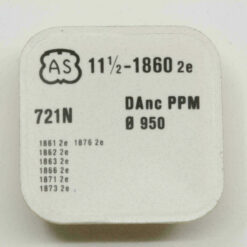 AS 11½-1860 2e
721N
DAnc PPM
Ø 950
1861 2e 1876 2e
1862 2e
1863 2e
1866 2e
1871 2e
1873 2e